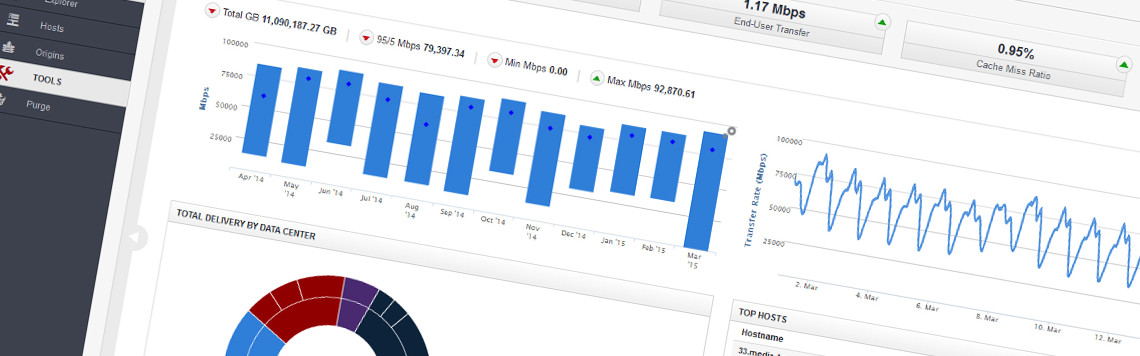 Explorer
Hosts
Origins
TOOLS
Purge
1.17 Mbps
End-User Transfer
0.95%
Cache Miss Ratio
Total GB 11,090,187.27 GB
95/5 Mbps 79,397.34
Min Mbps 0.00
Max Mbps 92,870.61
Mbps
100000
75000
50000
25000
Apr '14
May '14
Jun '14
Jul '14
Aug '14
Sep '14
Oct '14
Nov '14
Dec '14
Jan '15
Feb '15
Mar '15
Transfer Rate (Mbps)
100000
75000
50000
25000
2. Mar
4. Mar
6. Mar
8. Mar
10. Mar
12. Mar
TOTAL DELIVERY BY DATA CENTER
TOP HOSTS
Hostname